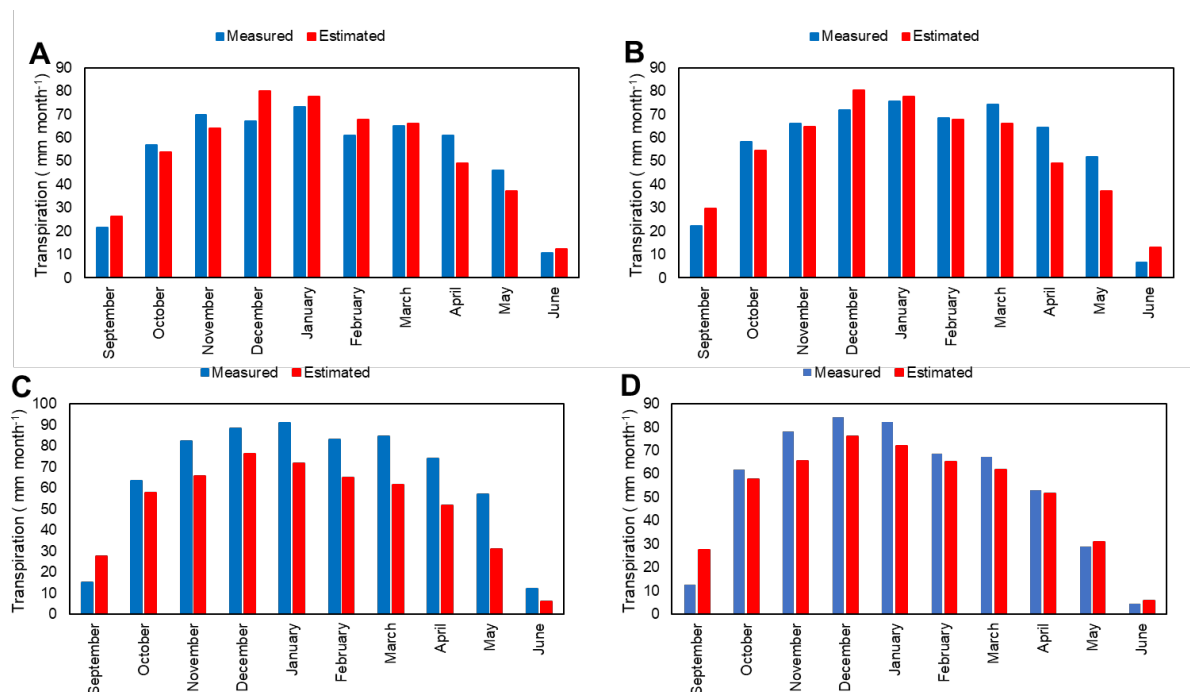 A
Measured Estimated
Transpiration ( mm month⁻¹)
90
80
70
60
50
40
30
20
10
0
September
October
November
December
January
February
March
April
May
June
B
Measured Estimated
Transpiration ( mm month⁻¹)
90
80
70
60
50
40
30
20
10
0
September
October
November
December
January
February
March
April
May
June
C
Measured Estimated
Transpiration ( mm month⁻¹)
100
90
80
70
60
50
40
30
20
10
0
September
October
November
December
January
February
March
April
May
June
D
Measured Estimated
Transpiration ( mm month⁻¹)
90
80
70
60
50
40
30
20
10
0
September
October
November
December
January
February
March
April
May
June